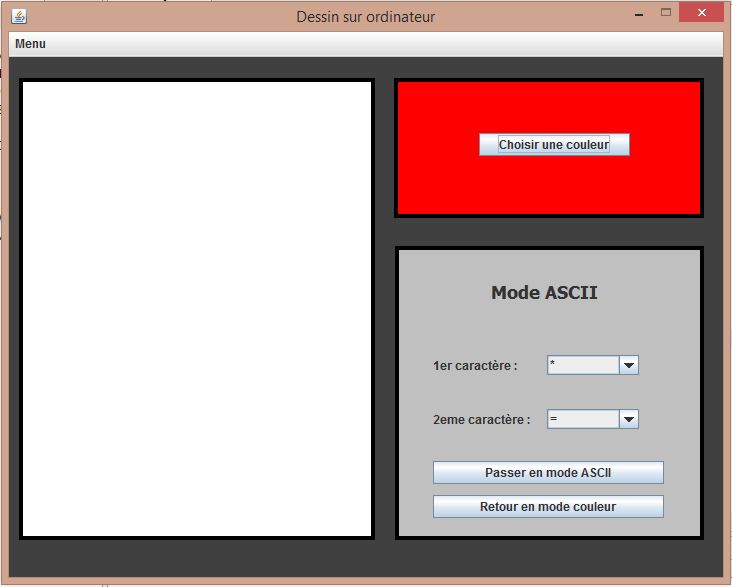 Dessin sur ordinateur
Menu
Choisir une couleur
Mode ASCII
1er caractère : *
2eme caractère : =
Passer en mode ASCII
Retour en mode couleur